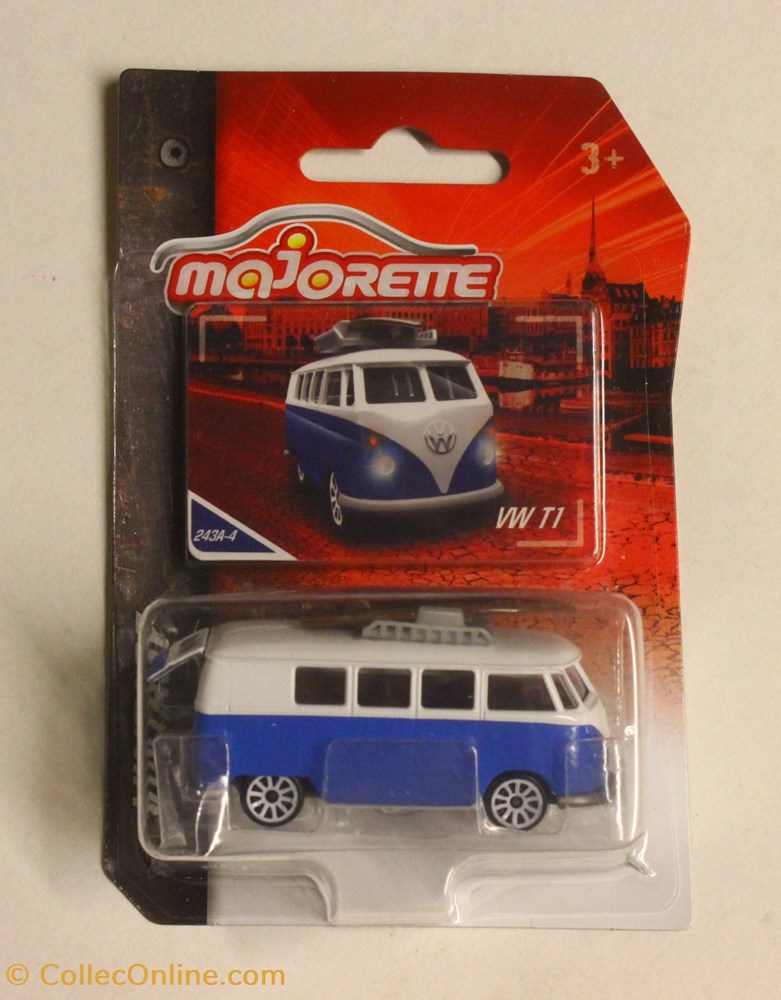 3+
majorette
VW T1
243A-4
© CollecOnline.com